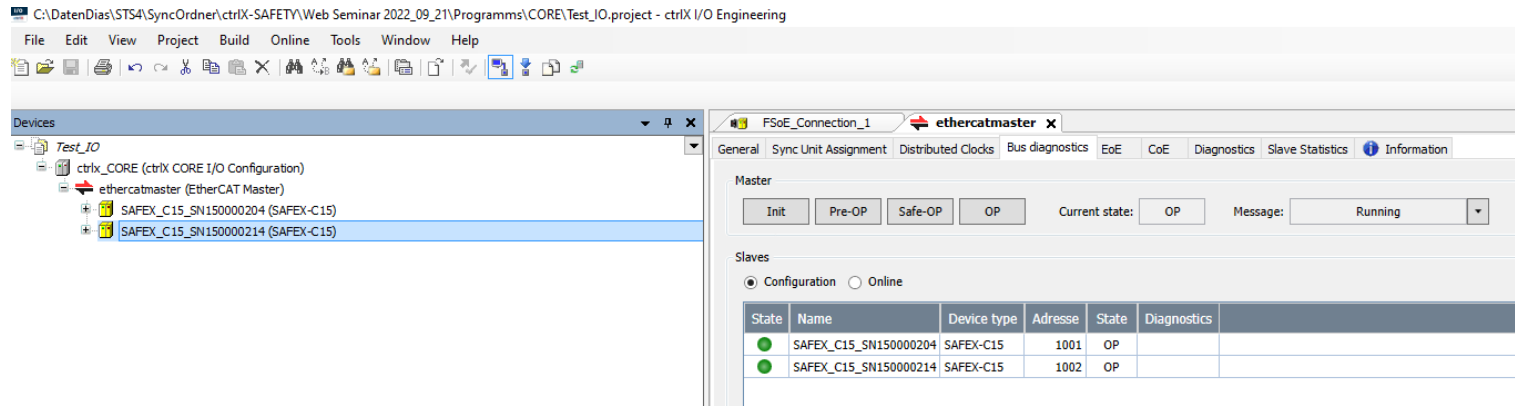 C:\DatenDias\STS4\SyncOrdner\ctrlX-SAFETY\Web Seminar 2022_09_21\Programms\CORE\Test_IO.project - ctrlX I/O Engineering
File Edit View Project Build Online Tools Window Help
Devices
Test_IO
ctrlx_CORE (ctrlX CORE I/O Configuration)
ethercatmaster (EtherCAT Master)
SAFEX_C15_SN150000204 (SAFEX-C15)
SAFEX_C15_SN150000214 (SAFEX-C15)
FSoE_Connection_1 ethercatmaster
General Sync Unit Assignment Distributed Clocks Bus diagnostics EoE CoE Diagnostics Slave Statistics Information
Master
Init Pre-OP Safe-OP OP Current state: OP Message: Running
Slaves
Configuration Online
State Name Device type Adresse State Diagnostics
SAFEX_C15_SN150000204 SAFEX-C15 1001 OP
SAFEX_C15_SN150000214 SAFEX-C15 1002 OP